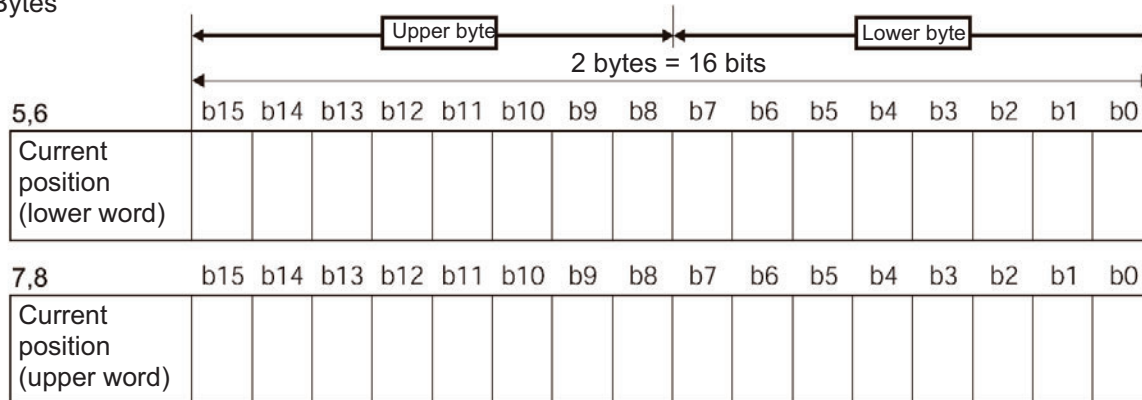 Bytes
Upper byte
Lower byte
2 bytes = 16 bits
5,6 b15 b14 b13 b12 b11 b10 b9 b8 b7 b6 b5 b4 b3 b2 b1 b0
Current
position
(lower word)
7,8 b15 b14 b13 b12 b11 b10 b9 b8 b7 b6 b5 b4 b3 b2 b1 b0
Current
position
(upper word)